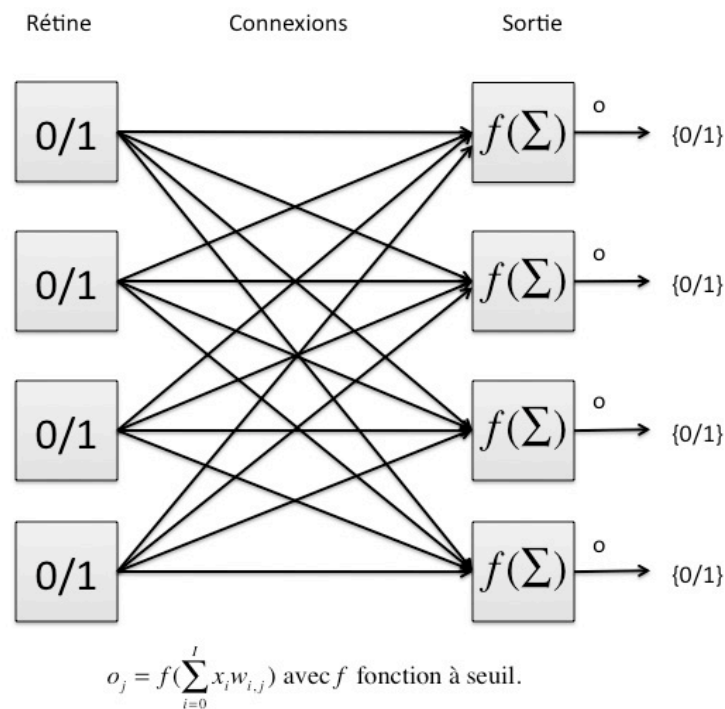 Rétine Connexions Sortie
0/1 f(∑) o {0/1}
0/1 f(∑) o {0/1}
0/1 f(∑) o {0/1}
0/1 f(∑) o {0/1}
o_j = f(∑_{i=0}^{I} x_i w_{i,j}) avec f fonction à seuil.